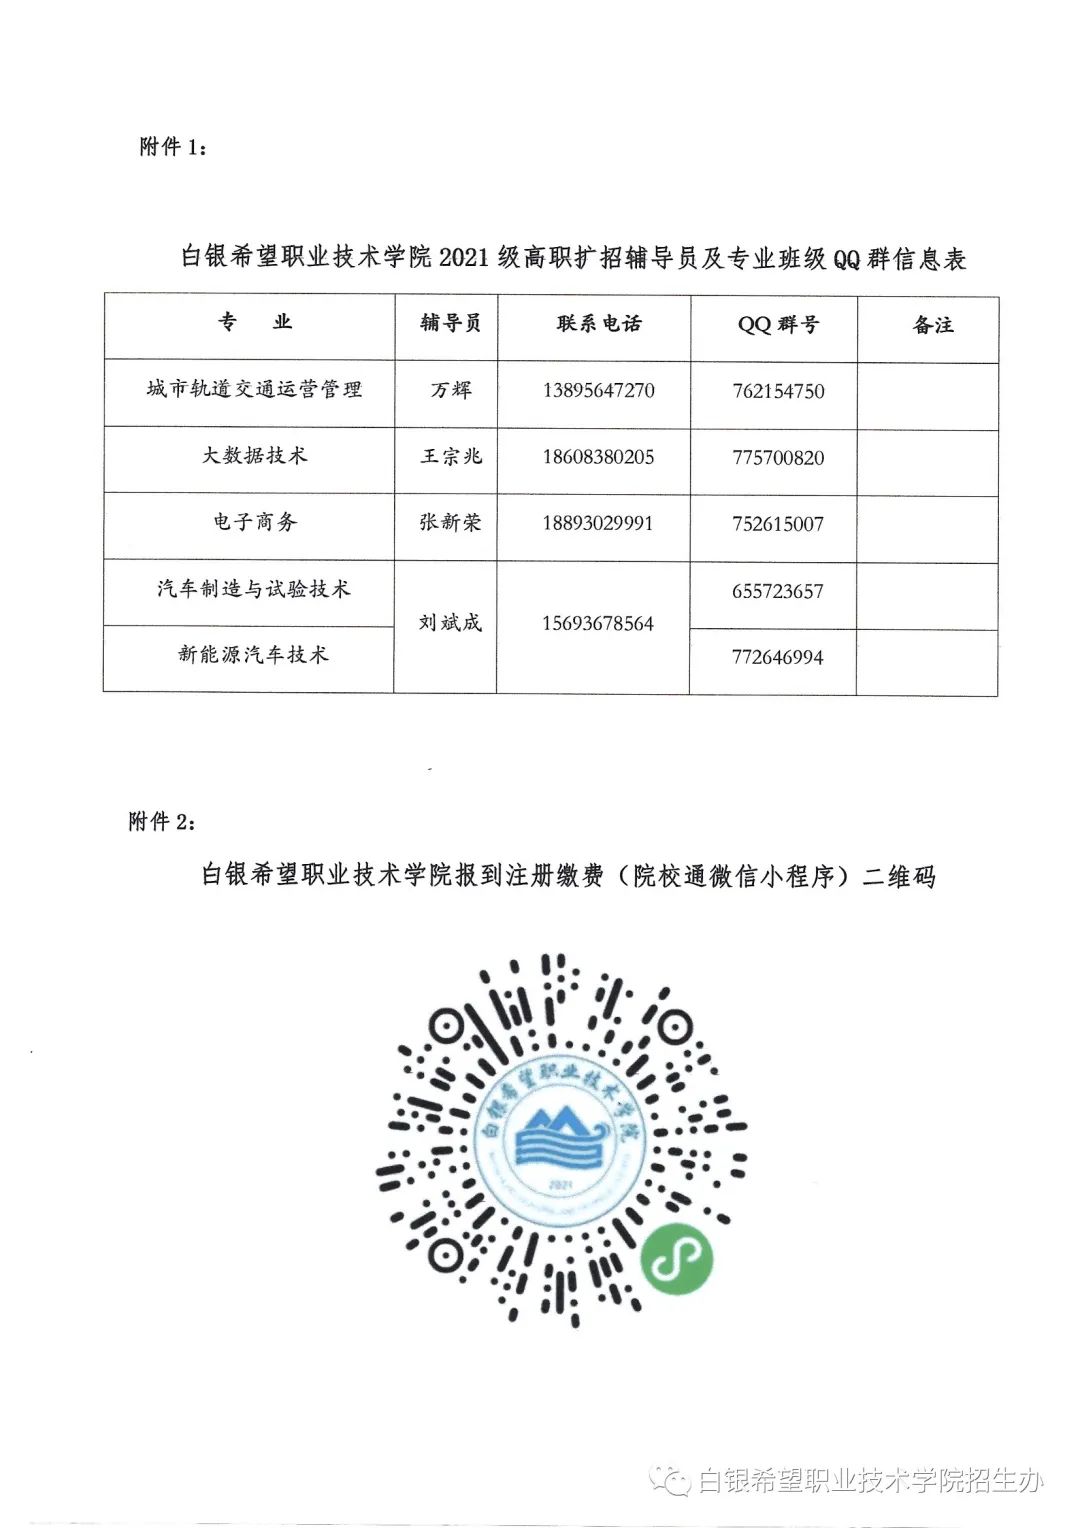 附件 1：
白银希望职业技术学院 2021 级高职扩招辅导员及专业班级 QQ 群信息表
专 业 辅导员 联系电话 QQ 群号 备注
城市轨道交通运营管理 万辉 13895647270 762154750
大数据技术 王宗兆 18608380205 775700820
电子商务 张新荣 18893029991 752615007
汽车制造与试验技术 刘斌成 15693678564 655723657
新能源汽车技术 772646994
附件 2：
白银希望职业技术学院报到注册缴费（院校通微信小程序）二维码
白银希望职业技术学院
2021
白银希望职业技术学院招生办